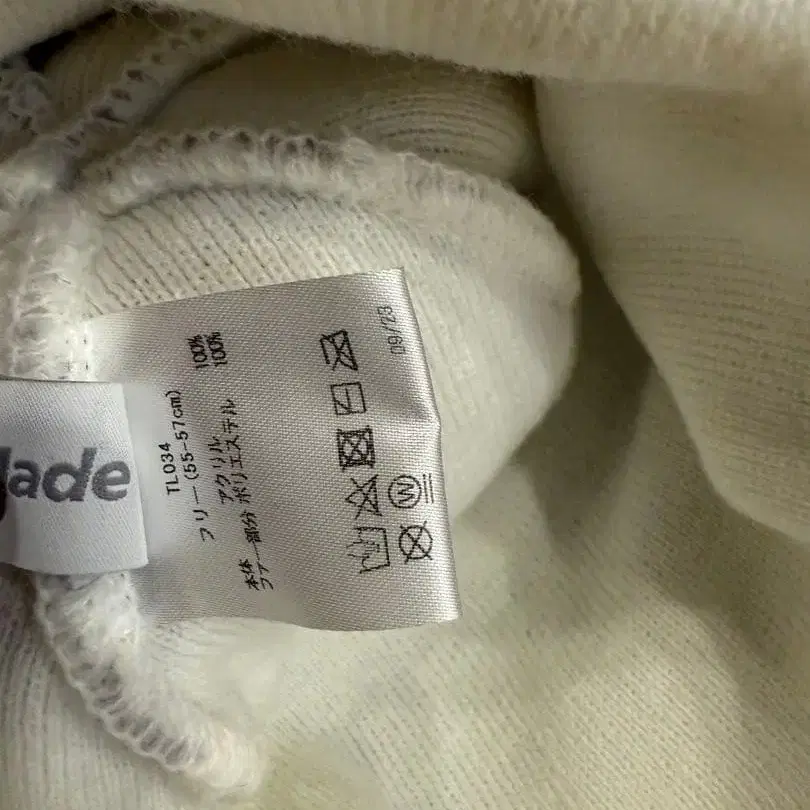 Jade
TL034
フリー(55-57cm)
本体 アクリル 100%
ファー部分 ポリエステル 100%
W
09/23